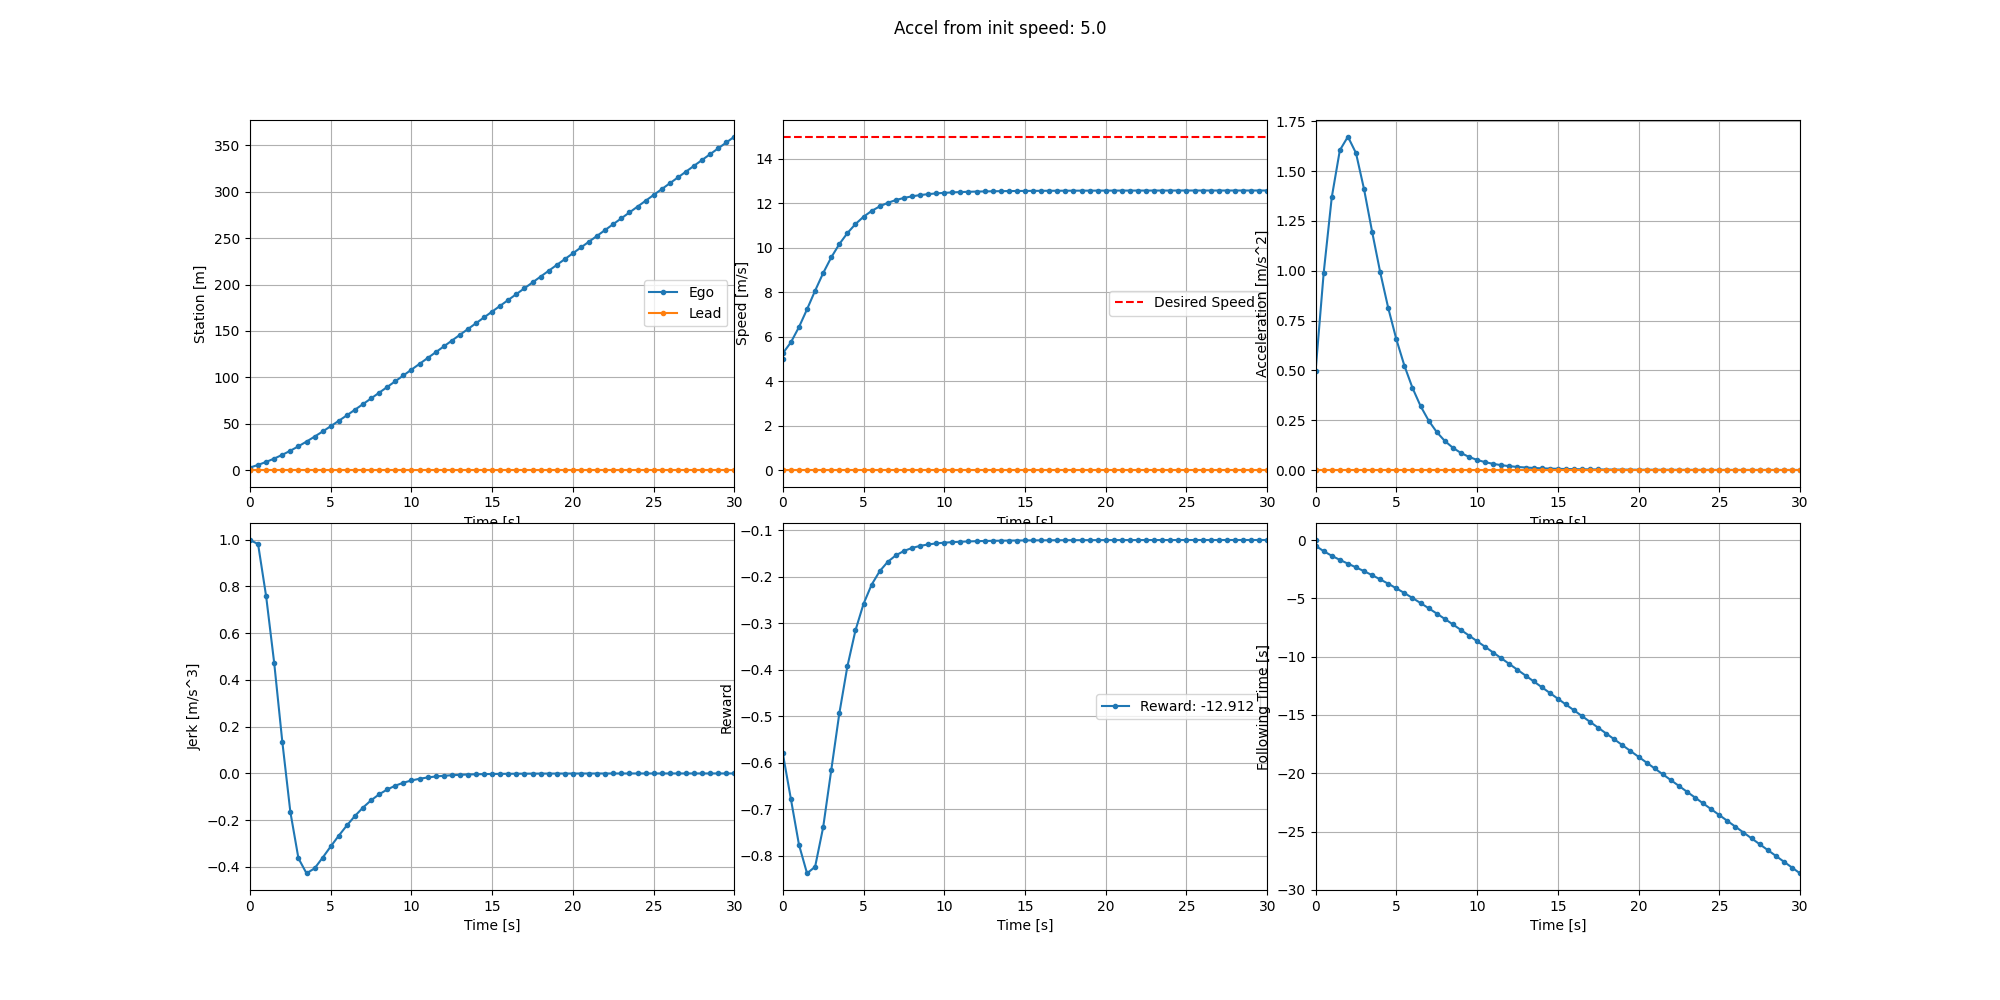 Accel from init speed: 5.0
Station [m]
350
300
250
200
150
100
50
0
0 5 10 15 20 25 30
Time [s]
Ego
Lead
Speed [m/s]
14
12
10
8
6
4
2
0
0 5 10 15 20 25 30
Time [s]
Desired Speed
Acceleration [m/s^2]
1.75
1.50
1.25
1.00
0.75
0.50
0.25
0.00
0 5 10 15 20 25 30
Time [s]
Jerk [m/s^3]
1.0
0.8
0.6
0.4
0.2
0.0
−0.2
−0.4
0 5 10 15 20 25 30
Time [s]
Reward
−0.1
−0.2
−0.3
−0.4
−0.5
−0.6
−0.7
−0.8
0 5 10 15 20 25 30
Time [s]
Reward: -12.912
Following Time [s]
0
−5
−10
−15
−20
−25
−30
0 5 10 15 20 25 30
Time [s]